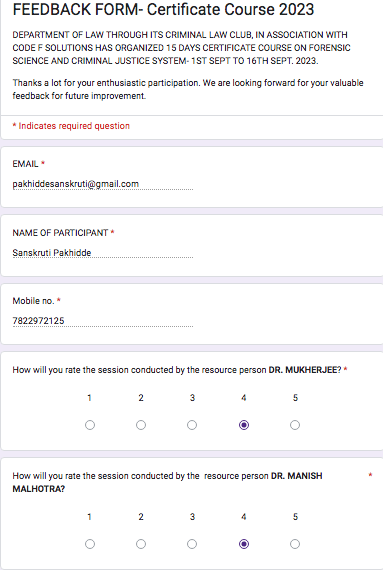 FEEDBACK FORM- Certificate Course 2023
DEPARTMENT OF LAW THROUGH ITS CRIMINAL LAW CLUB, IN ASSOCIATION WITH
CODE F SOLUTIONS HAS ORGANIZED 15 DAYS CERTIFICATE COURSE ON FORENSIC
SCIENCE AND CRIMINAL JUSTICE SYSTEM- 1ST SEPT TO 16TH SEPT. 2023.
Thanks a lot for your enthusiastic participation. We are looking forward for your valuable
feedback for future improvement.
* Indicates required question
EMAIL *
pakhiddesanskruti@gmail.com
NAME OF PARTICIPANT *
Sanskruti Pakhidde
Mobile no. *
7822972125
How will you rate the session conducted by the resource person DR. MUKHERJEE? *
1 2 3 4 5
How will you rate the session conducted by the resource person DR. MANISH *
MALHOTRA?
1 2 3 4 5